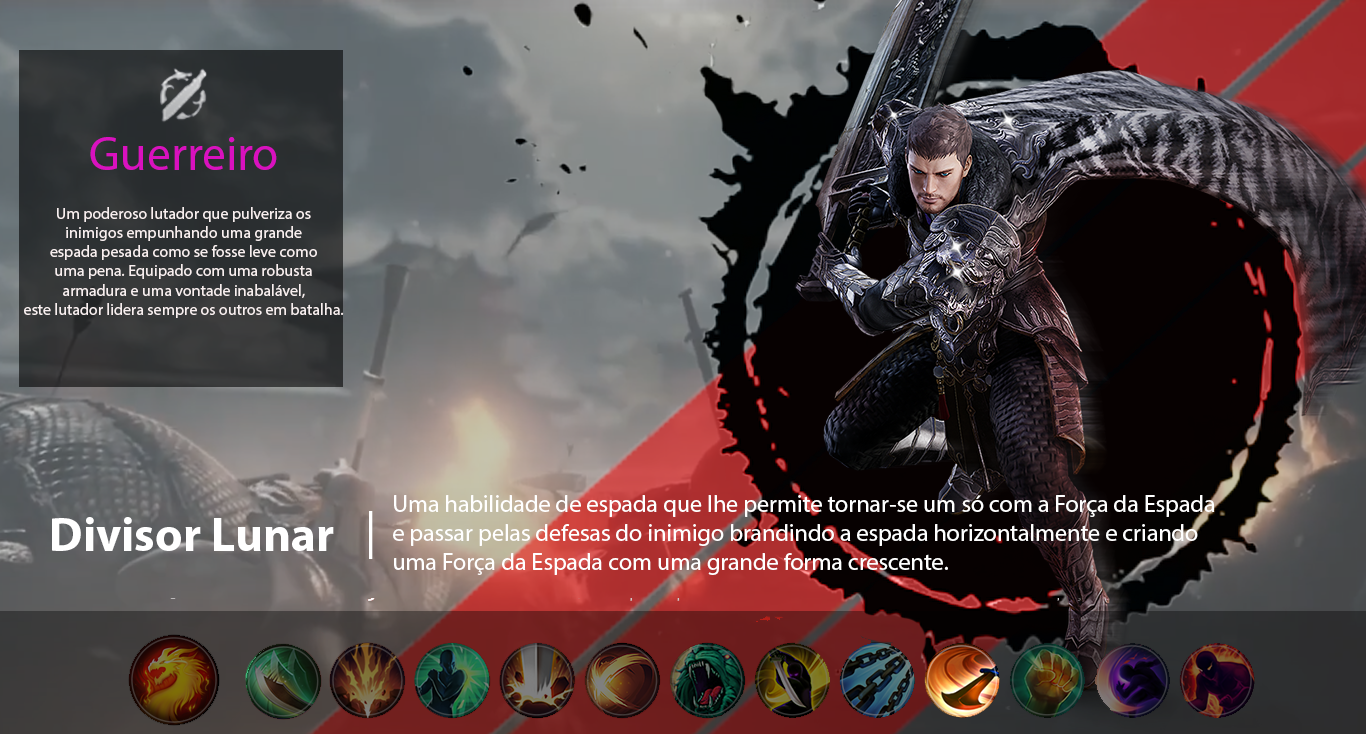 Guerreiro
Um poderoso lutador que pulveriza os
inimigos empunhando uma grande
espada pesada como se fosse leve como
uma pena. Equipado com uma robusta
armadura e uma vontade inabalável,
este lutador lidera sempre os outros em batalha.
Divisor Lunar
Uma habilidade de espada que lhe permite tornar-se um só com a Força da Espada
e passar pelas defesas do inimigo brandindo a espada horizontalmente e criando
uma Força da Espada com uma grande forma crescente.